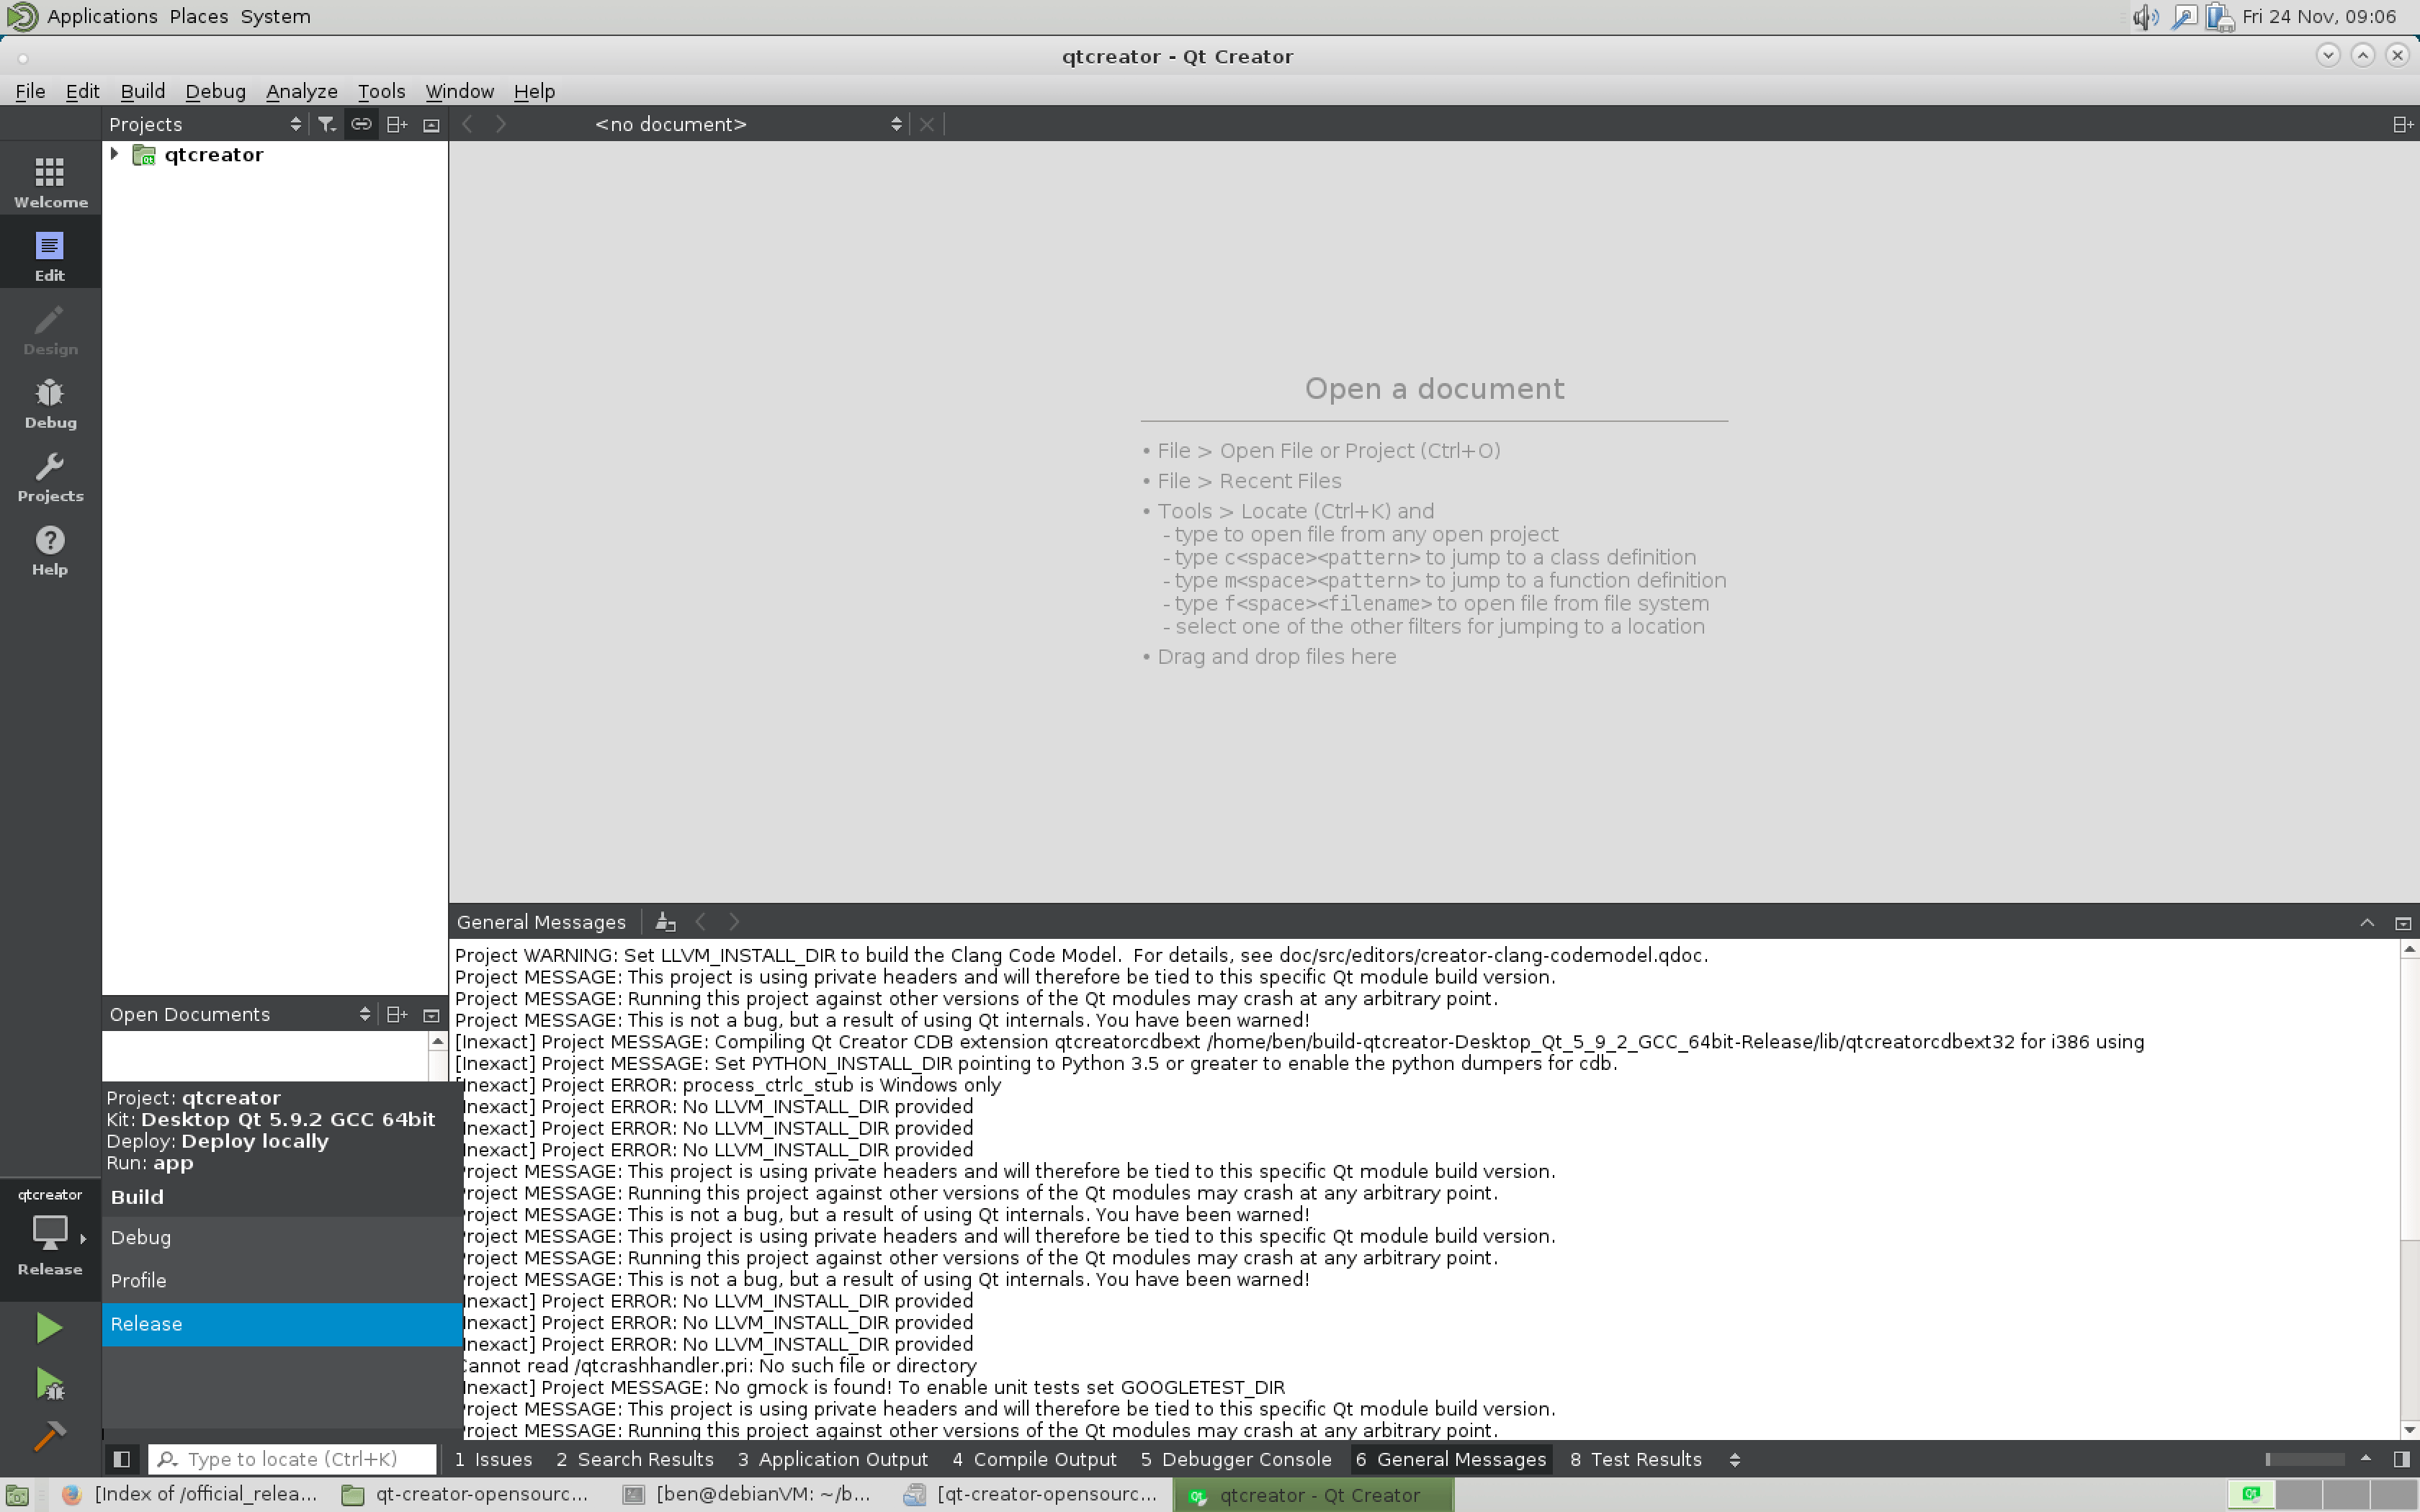 Applications Places System
Fri 24 Nov, 09:06
qtcreator - Qt Creator
File Edit Build Debug Analyze Tools Window Help
Projects
<no document>
qtcreator
Welcome
Edit
Design
Debug
Projects
Help
Open a document
• File > Open File or Project (Ctrl+O)
• File > Recent Files
• Tools > Locate (Ctrl+K) and
- type to open file from any open project
- type c<space><pattern> to jump to a class definition
- type m<space><pattern> to jump to a function definition
- type f<space><filename> to open file from file system
- select one of the other filters for jumping to a location
• Drag and drop files here
General Messages
Project WARNING: Set LLVM_INSTALL_DIR to build the Clang Code Model.  For details, see doc/src/editors/creator-clang-codemodel.qdoc.
Project MESSAGE: This project is using private headers and will therefore be tied to this specific Qt module build version.
Project MESSAGE: Running this project against other versions of the Qt modules may crash at any arbitrary point.
Project MESSAGE: This is not a bug, but a result of using Qt internals. You have been warned!
[Inexact] Project MESSAGE: Compiling Qt Creator CDB extension qtcreatorcdbext /home/ben/build-qtcreator-Desktop_Qt_5_9_2_GCC_64bit-Release/lib/qtcreatorcdbext32 for i386 using
[Inexact] Project MESSAGE: Set PYTHON_INSTALL_DIR pointing to Python 3.5 or greater to enable the python dumpers for cdb.
[Inexact] Project ERROR: process_ctrlc_stub is Windows only
Inexact] Project ERROR: No LLVM_INSTALL_DIR provided
Inexact] Project ERROR: No LLVM_INSTALL_DIR provided
Inexact] Project ERROR: No LLVM_INSTALL_DIR provided
Project MESSAGE: This project is using private headers and will therefore be tied to this specific Qt module build version.
Project MESSAGE: Running this project against other versions of the Qt modules may crash at any arbitrary point.
Project MESSAGE: This is not a bug, but a result of using Qt internals. You have been warned!
Project MESSAGE: This project is using private headers and will therefore be tied to this specific Qt module build version.
Project MESSAGE: Running this project against other versions of the Qt modules may crash at any arbitrary point.
Project MESSAGE: This is not a bug, but a result of using Qt internals. You have been warned!
Inexact] Project ERROR: No LLVM_INSTALL_DIR provided
Inexact] Project ERROR: No LLVM_INSTALL_DIR provided
Inexact] Project ERROR: No LLVM_INSTALL_DIR provided
Cannot read /qtcrashhandler.pri: No such file or directory
Inexact] Project MESSAGE: No gmock is found! To enable unit tests set GOOGLETEST_DIR
Project MESSAGE: This project is using private headers and will therefore be tied to this specific Qt module build version.
Project MESSAGE: Running this project against other versions of the Qt modules may crash at any arbitrary point.
Open Documents
Project: qtcreator
Kit: Desktop Qt 5.9.2 GCC 64bit
Deploy: Deploy locally
Run: app
Build
Debug
Profile
Release
qtcreator
Release
Type to locate (Ctrl+K)
1 Issues 2 Search Results 3 Application Output 4 Compile Output 5 Debugger Console 6 General Messages 8 Test Results
[Index of /official_relea... qt-creator-opensourc... [ben@debianVM: ~/b... [qt-creator-opensourc... qtcreator - Qt Creator